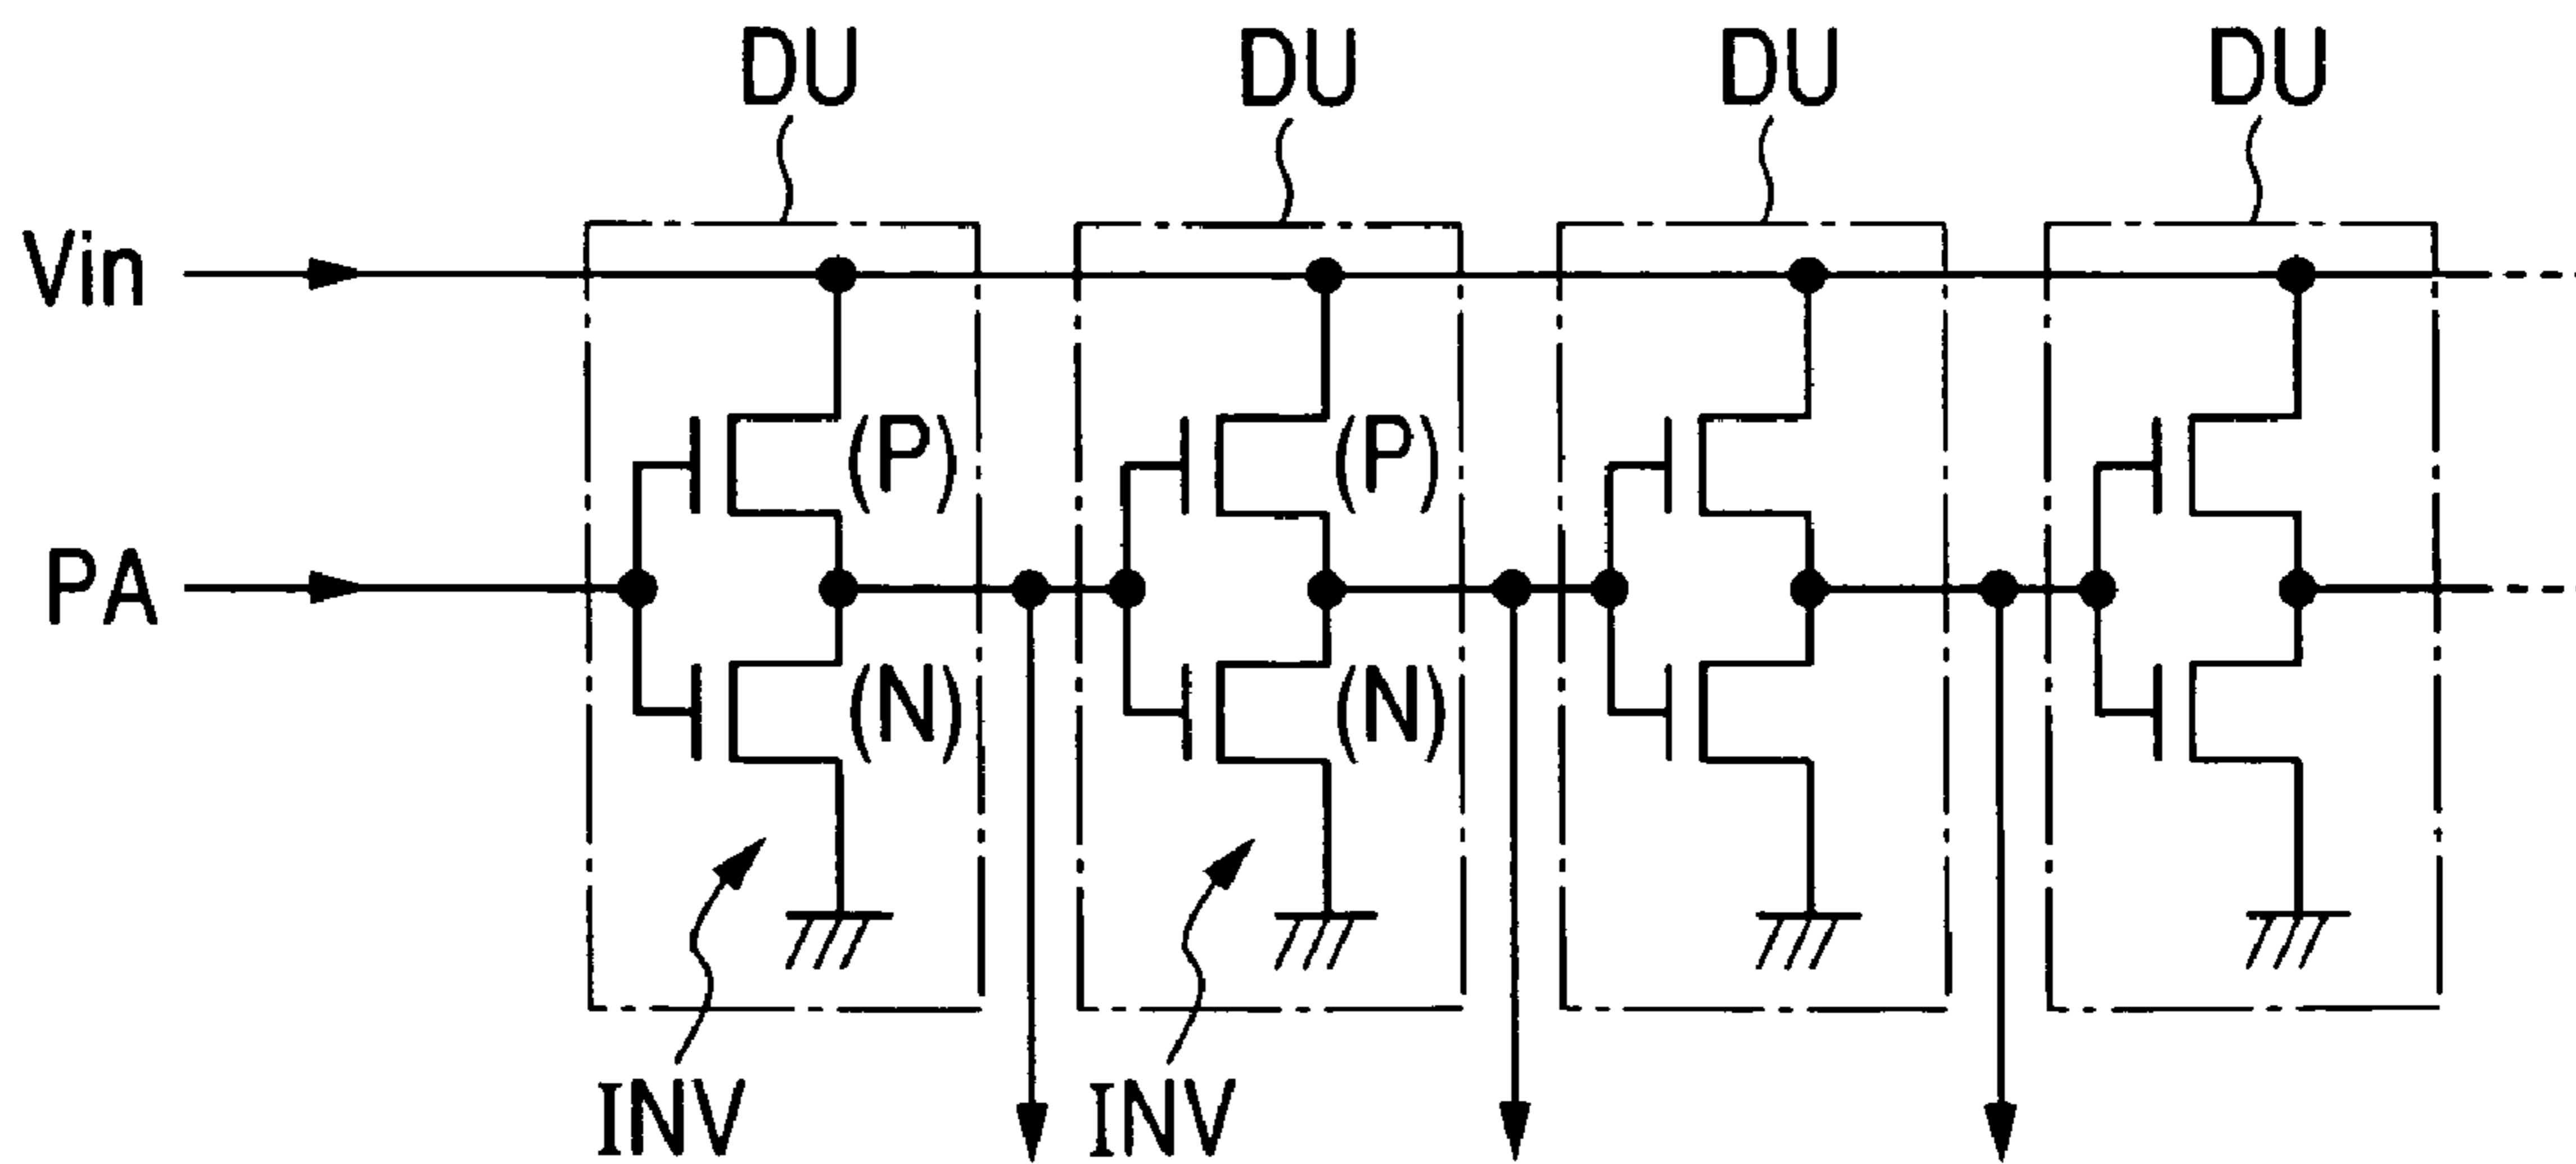 DU DU DU DU
Vin
(P) (P)
PA
(N) (N)
INV INV